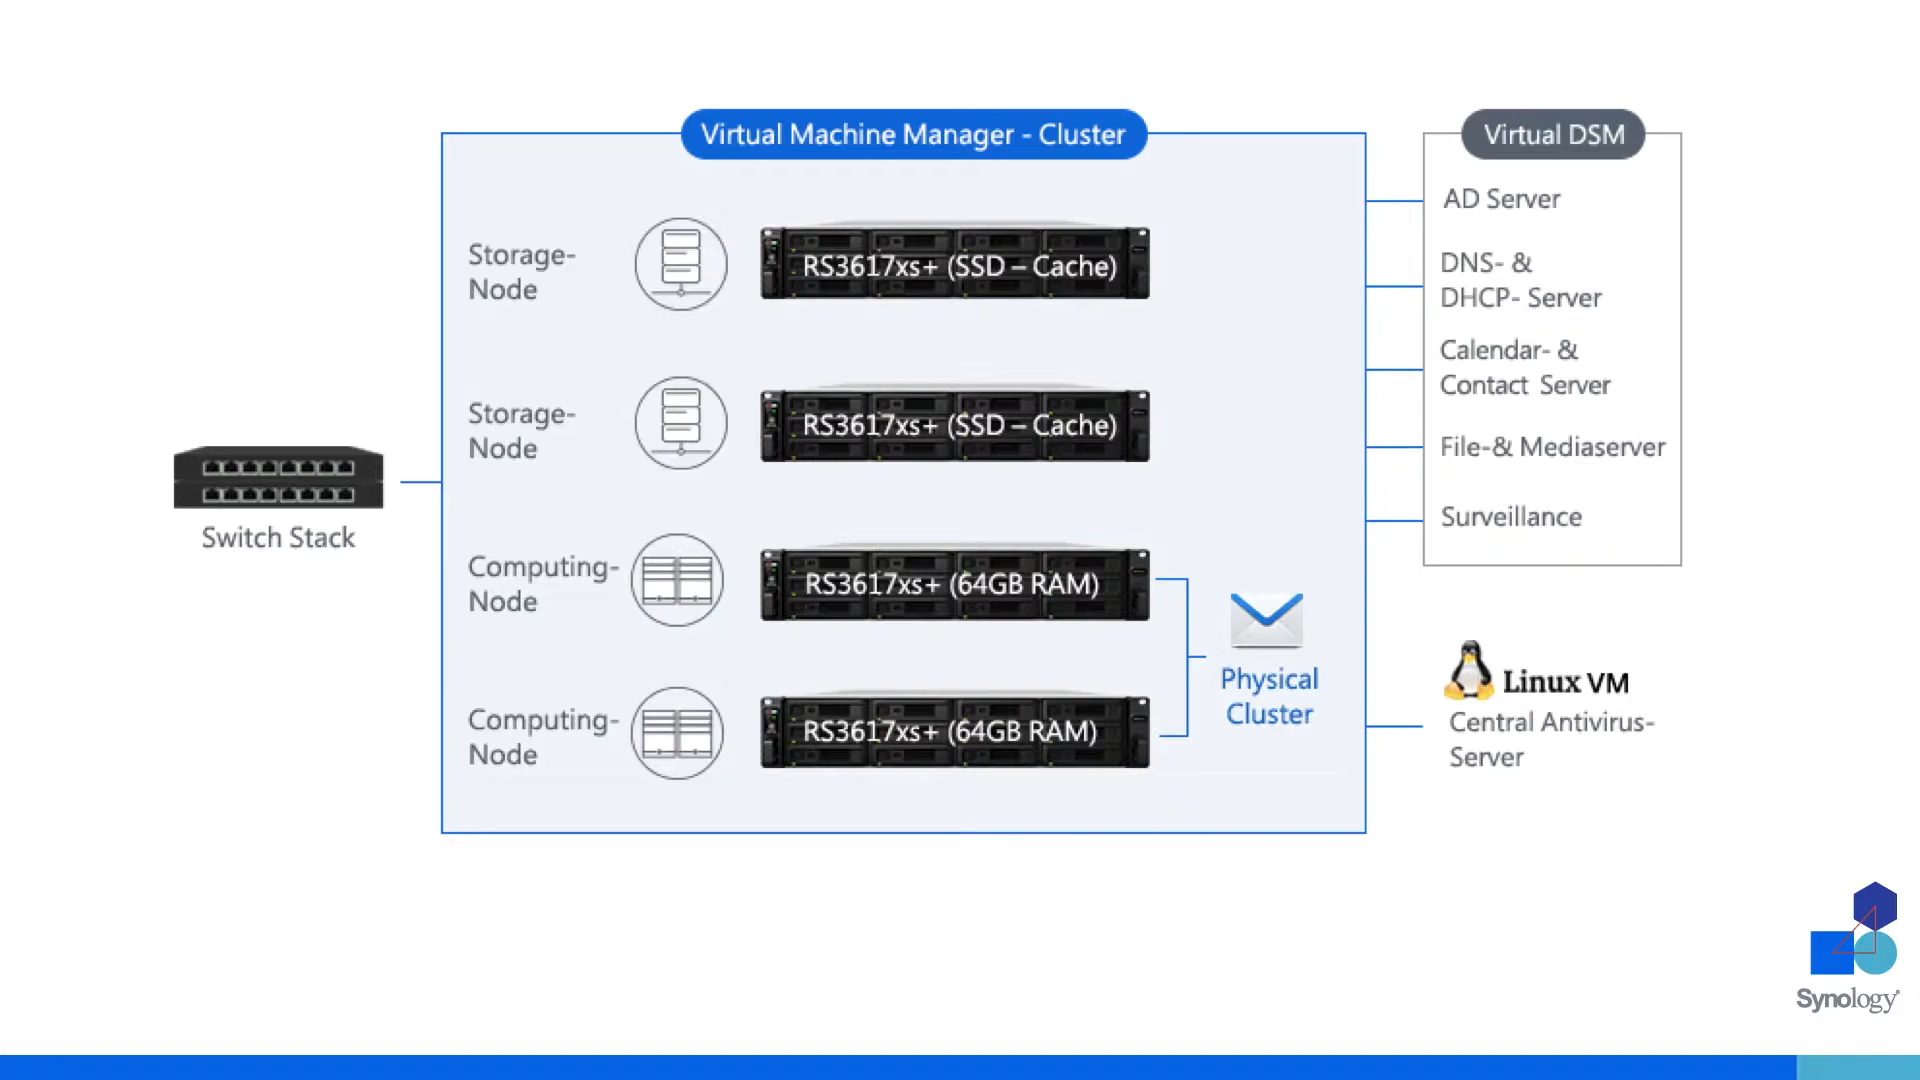 Virtual Machine Manager - Cluster
Storage-
Node
RS3617xs+ (SSD – Cache)
Storage-
Node
RS3617xs+ (SSD – Cache)
Computing-
Node
RS3617xs+ (64GB RAM)
Computing-
Node
RS3617xs+ (64GB RAM)
Physical
Cluster
Switch Stack
Virtual DSM
AD Server
DNS- &
DHCP- Server
Calendar- &
Contact Server
File-& Mediaserver
Surveillance
Linux VM
Central Antivirus-
Server
Synology